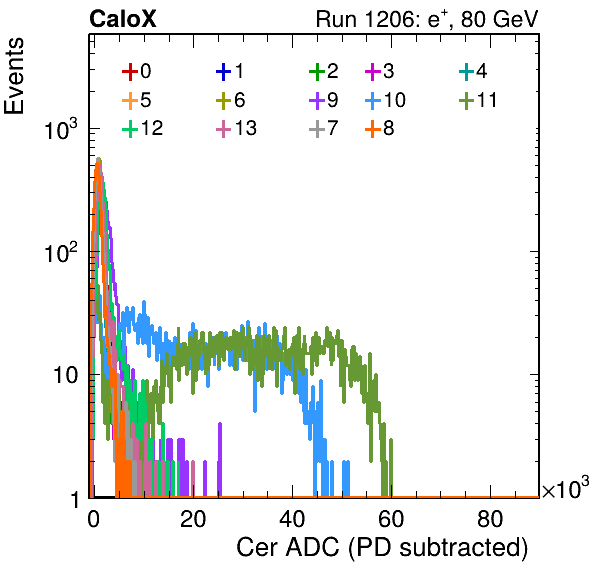 CaloX Run 1206: e⁺, 80 GeV
Events
0 1 2 3 4
5 6 9 10 11
12 13 7 8
10³
10²
10
1
0 20 40 60 80 ×10³
Cer ADC (PD subtracted)